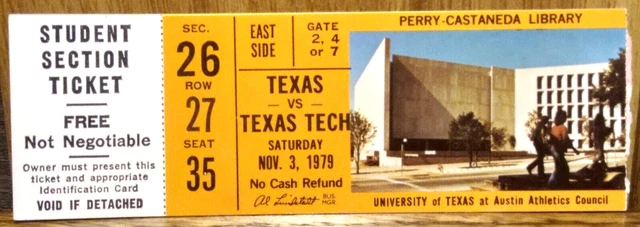 STUDENT
SECTION
TICKET
FREE
Not Negotiable
Owner must present this
ticket and appropriate
Identification Card
VOID IF DETACHED
SEC.
26
ROW
27
SEAT
35
EAST
SIDE
GATE
2, 4
or 7
TEXAS
VS
TEXAS TECH
SATURDAY
NOV. 3, 1979
No Cash Refund
Al Lundstedt BUS.
MGR.
PERRY-CASTANEDA LIBRARY
UNIVERSITY of TEXAS at Austin Athletics Council